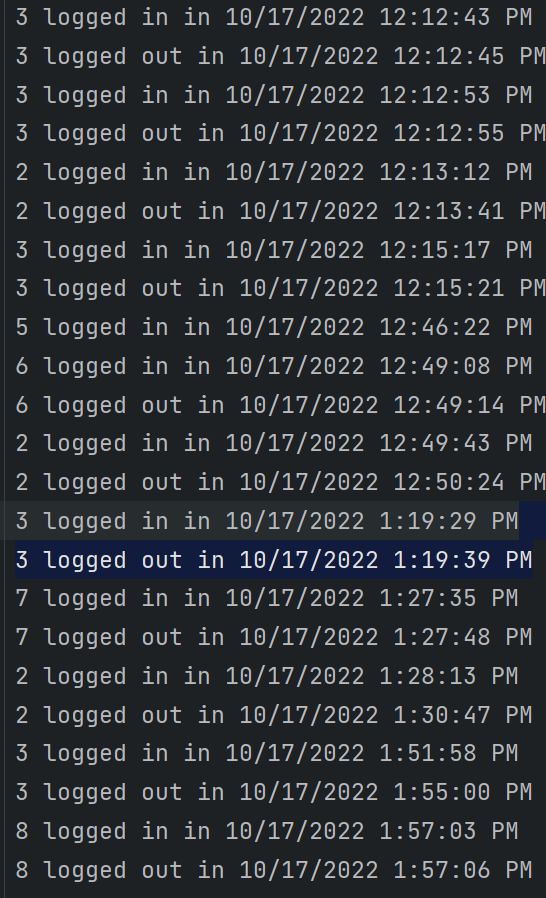 3 logged in in 10/17/2022 12:12:43 PM
3 logged out in 10/17/2022 12:12:45 PM
3 logged in in 10/17/2022 12:12:53 PM
3 logged out in 10/17/2022 12:12:55 PM
2 logged in in 10/17/2022 12:13:12 PM
2 logged out in 10/17/2022 12:13:41 PM
3 logged in in 10/17/2022 12:15:17 PM
3 logged out in 10/17/2022 12:15:21 PM
5 logged in in 10/17/2022 12:46:22 PM
6 logged in in 10/17/2022 12:49:08 PM
6 logged out in 10/17/2022 12:49:14 PM
2 logged in in 10/17/2022 12:49:43 PM
2 logged out in 10/17/2022 12:50:24 PM
3 logged in in 10/17/2022 1:19:29 PM
3 logged out in 10/17/2022 1:19:39 PM
7 logged in in 10/17/2022 1:27:35 PM
7 logged out in 10/17/2022 1:27:48 PM
2 logged in in 10/17/2022 1:28:13 PM
2 logged out in 10/17/2022 1:30:47 PM
3 logged in in 10/17/2022 1:51:58 PM
3 logged out in 10/17/2022 1:55:00 PM
8 logged in in 10/17/2022 1:57:03 PM
8 logged out in 10/17/2022 1:57:06 PM